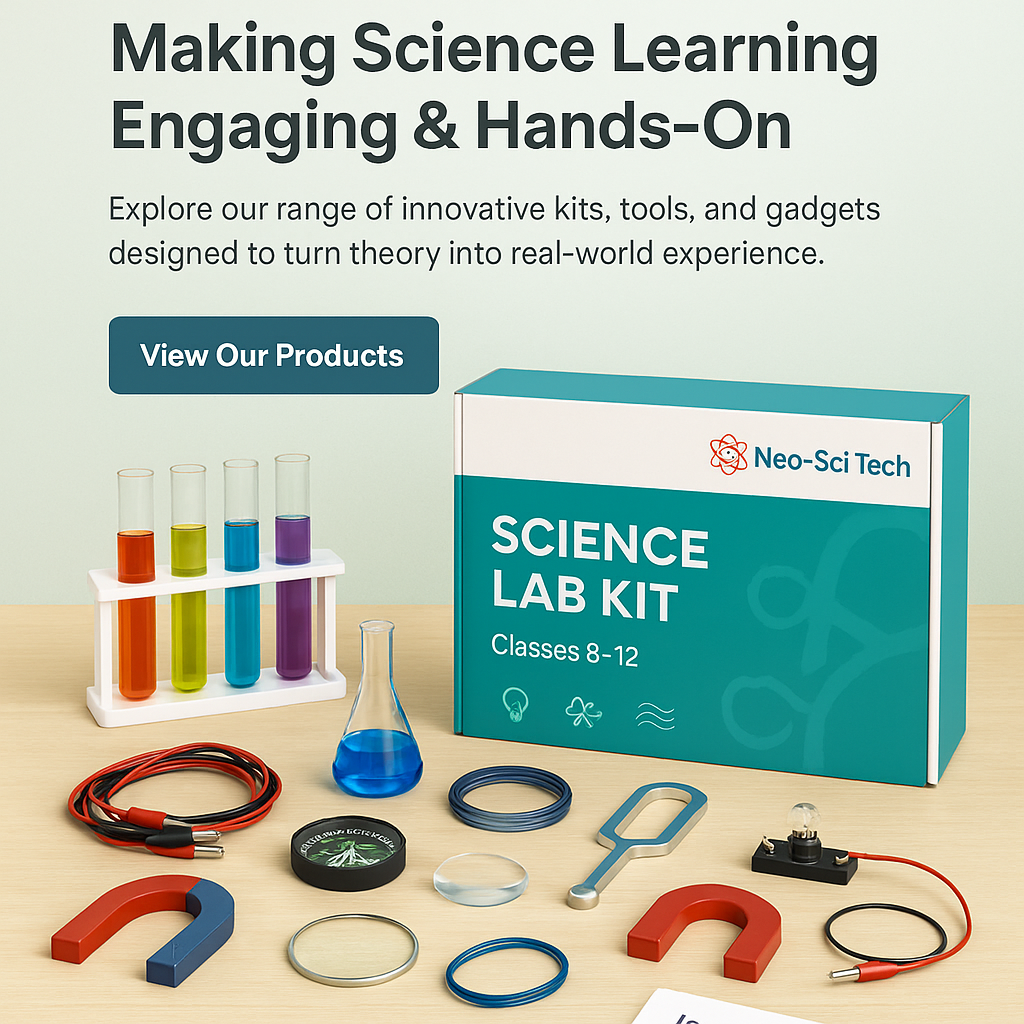 Making Science Learning
Engaging & Hands-On
Explore our range of innovative kits, tools, and gadgets
designed to turn theory into real-world experience.
View Our Products
Neo-Sci Tech
SCIENCE
LAB KIT
Classes 8-12